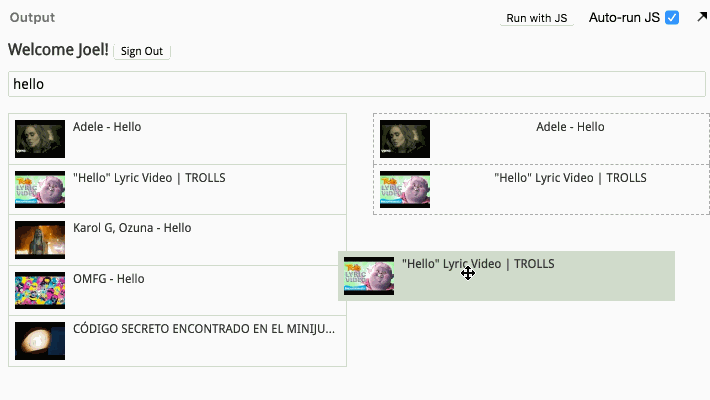 Output
Run with JS
Auto-run JS
Welcome Joel!
Sign Out
hello
Adele - Hello
"Hello" Lyric Video | TROLLS
Karol G, Ozuna - Hello
OMFG - Hello
CÓDIGO SECRETO ENCONTRADO EN EL MINIJU...
Adele - Hello
"Hello" Lyric Video | TROLLS
"Hello" Lyric Video | TROLLS